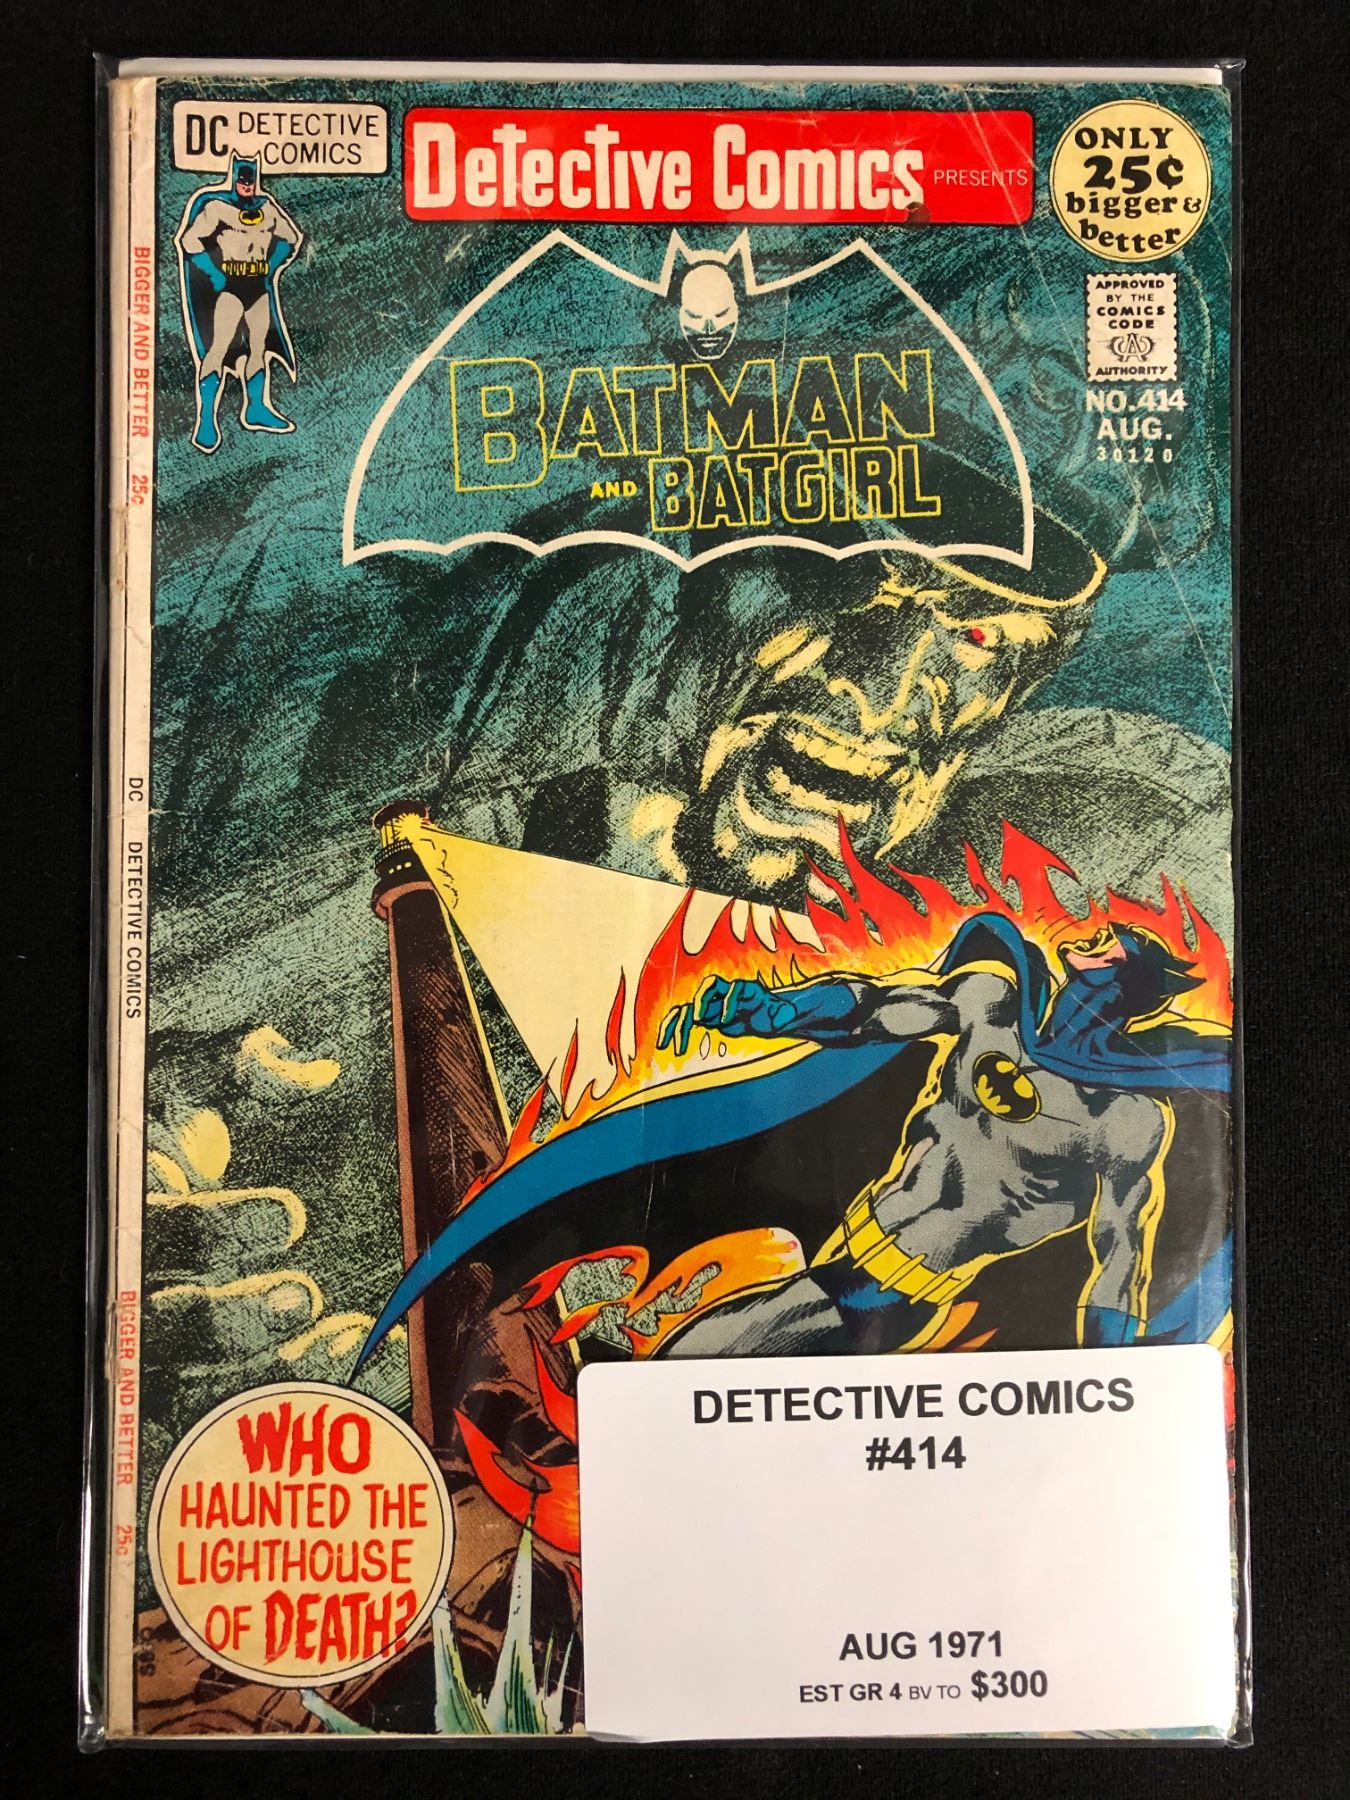 DC DETECTIVE
COMICS
Detective Comics PRESENTS
ONLY
25¢
bigger &
better
APPROVED
BY THE
COMICS
CODE
CA
AUTHORITY
NO.414
AUG.
30120
BATMAN
AND BATGIRL
BIGGER AND BETTER 25¢
DC DETECTIVE COMICS
BIGGER AND BETTER 25¢
WHO
HAUNTED THE
LIGHTHOUSE
OF DEATH?
DETECTIVE COMICS
#414
AUG 1971
EST GR 4 BV TO $300